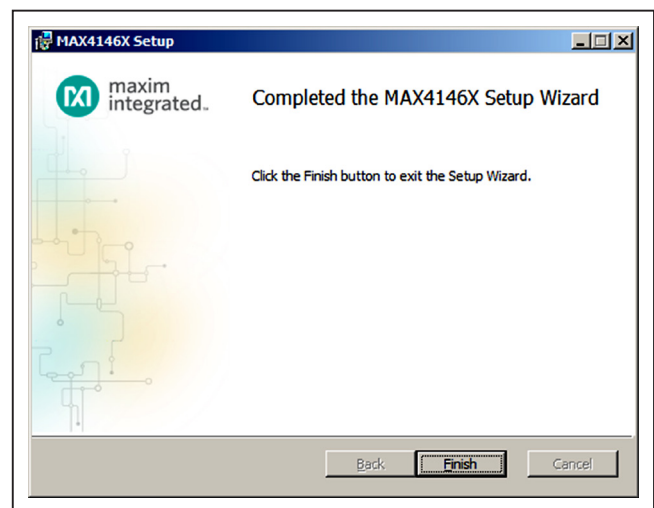 MAX4146X Setup
maxim
integrated™
Completed the MAX4146X Setup Wizard
Click the Finish button to exit the Setup Wizard.
Back
Finish
Cancel